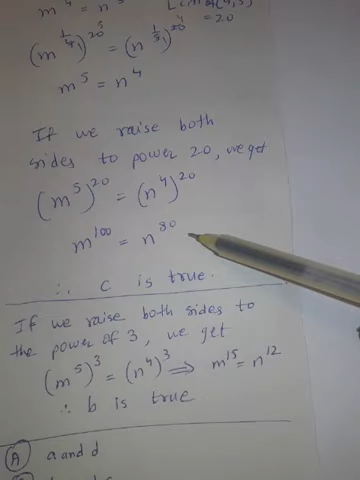 (m^{1/4})^{20} = (n^{1/5})^{20}
m^5 = n^4
If we raise both
sides to power 20, we get
(m^5)^{20} = (n^4)^{20}
m^{100} = n^{80}
∴ c is true.
If we raise both sides to
the power of 3, we get
(m^5)^3 = (n^4)^3 ⟹ m^{15} = n^{12}
∴ b is true
(A) a and d